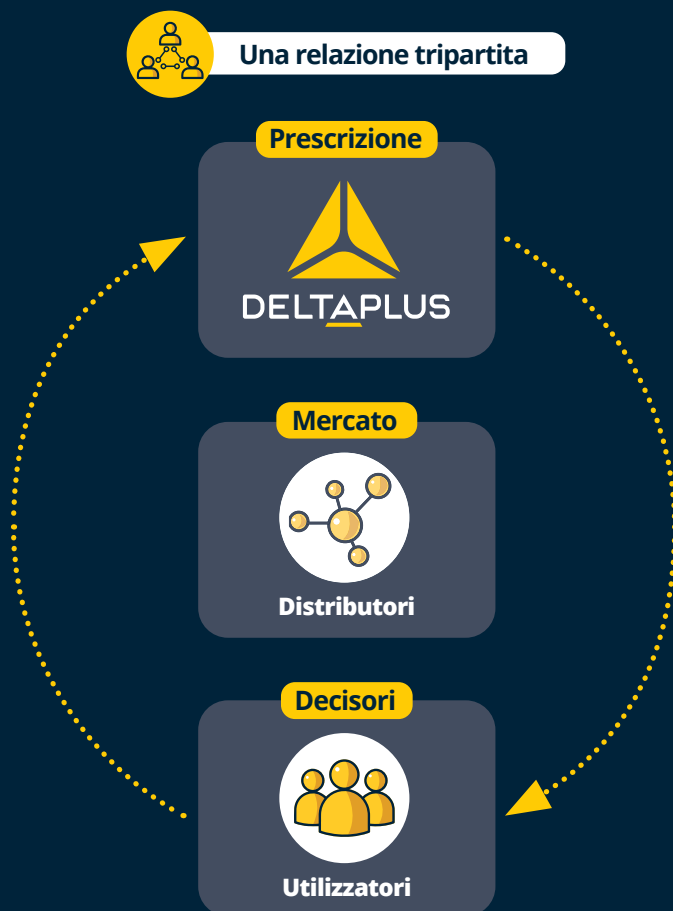 Una relazione tripartita
Prescrizione
DELTAPLUS
Mercato
Distributori
Decisori
Utilizzatori